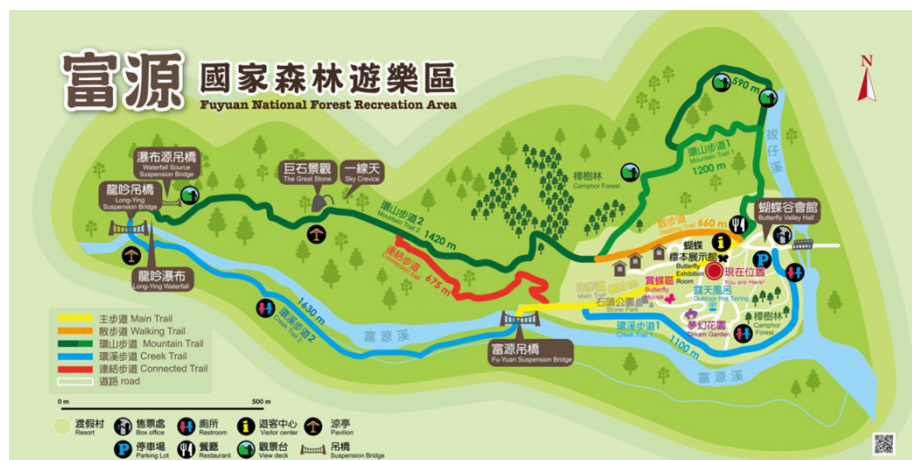 富源 國家森林遊樂區
Fuyuan National Forest Recreation Area
N
590 m
拔仔溪
瀑布源吊橋
Waterfall Source
Suspension Bridge
龍吟吊橋
Long-Ying
Suspension Bridge
巨石景觀
The Great Stone
一線天
Sky Crevice
環山步道1
Mountain Trail 1
1200 m
樟樹林
Camphor Forest
環山步道2
Mountain Trail 2
1420 m
散步道
Walking Trail
660 m
蝴蝶谷會館
Butterfly Valley Hall
龍吟瀑布
Long-Ying Waterfall
連結步道
Connection Trail
675 m
蝴蝶
標本展示館
Butterfly
Exhibition
Room
現在位置
You are Here!
賞蝶區
Butterfly
House
露天風呂
Outdoor Hot Spring
主步道
Main Trail
石頭公園
Stone Park
夢幻花園
Dream Garden
樟樹林
Camphor
Forest
1630 m
環溪步道2
Creek Trail 2
富源溪
富源吊橋
Fu-Yuan Suspension Bridge
環溪步道1
Creek Trail 1
1100 m
富源溪
主步道 Main Trail
散步道 Walking Trail
環山步道 Mountain Trail
環溪步道 Creek Trail
連結步道 Connected Trail
道路 road
0 m 500 m
渡假村
Resort
售票處
Box office
廁所
Restroom
遊客中心
Visitor center
涼亭
Pavilion
停車場
Parking Lot
餐廳
Restaurant
觀景台
View deck
吊橋
Suspension Bridge